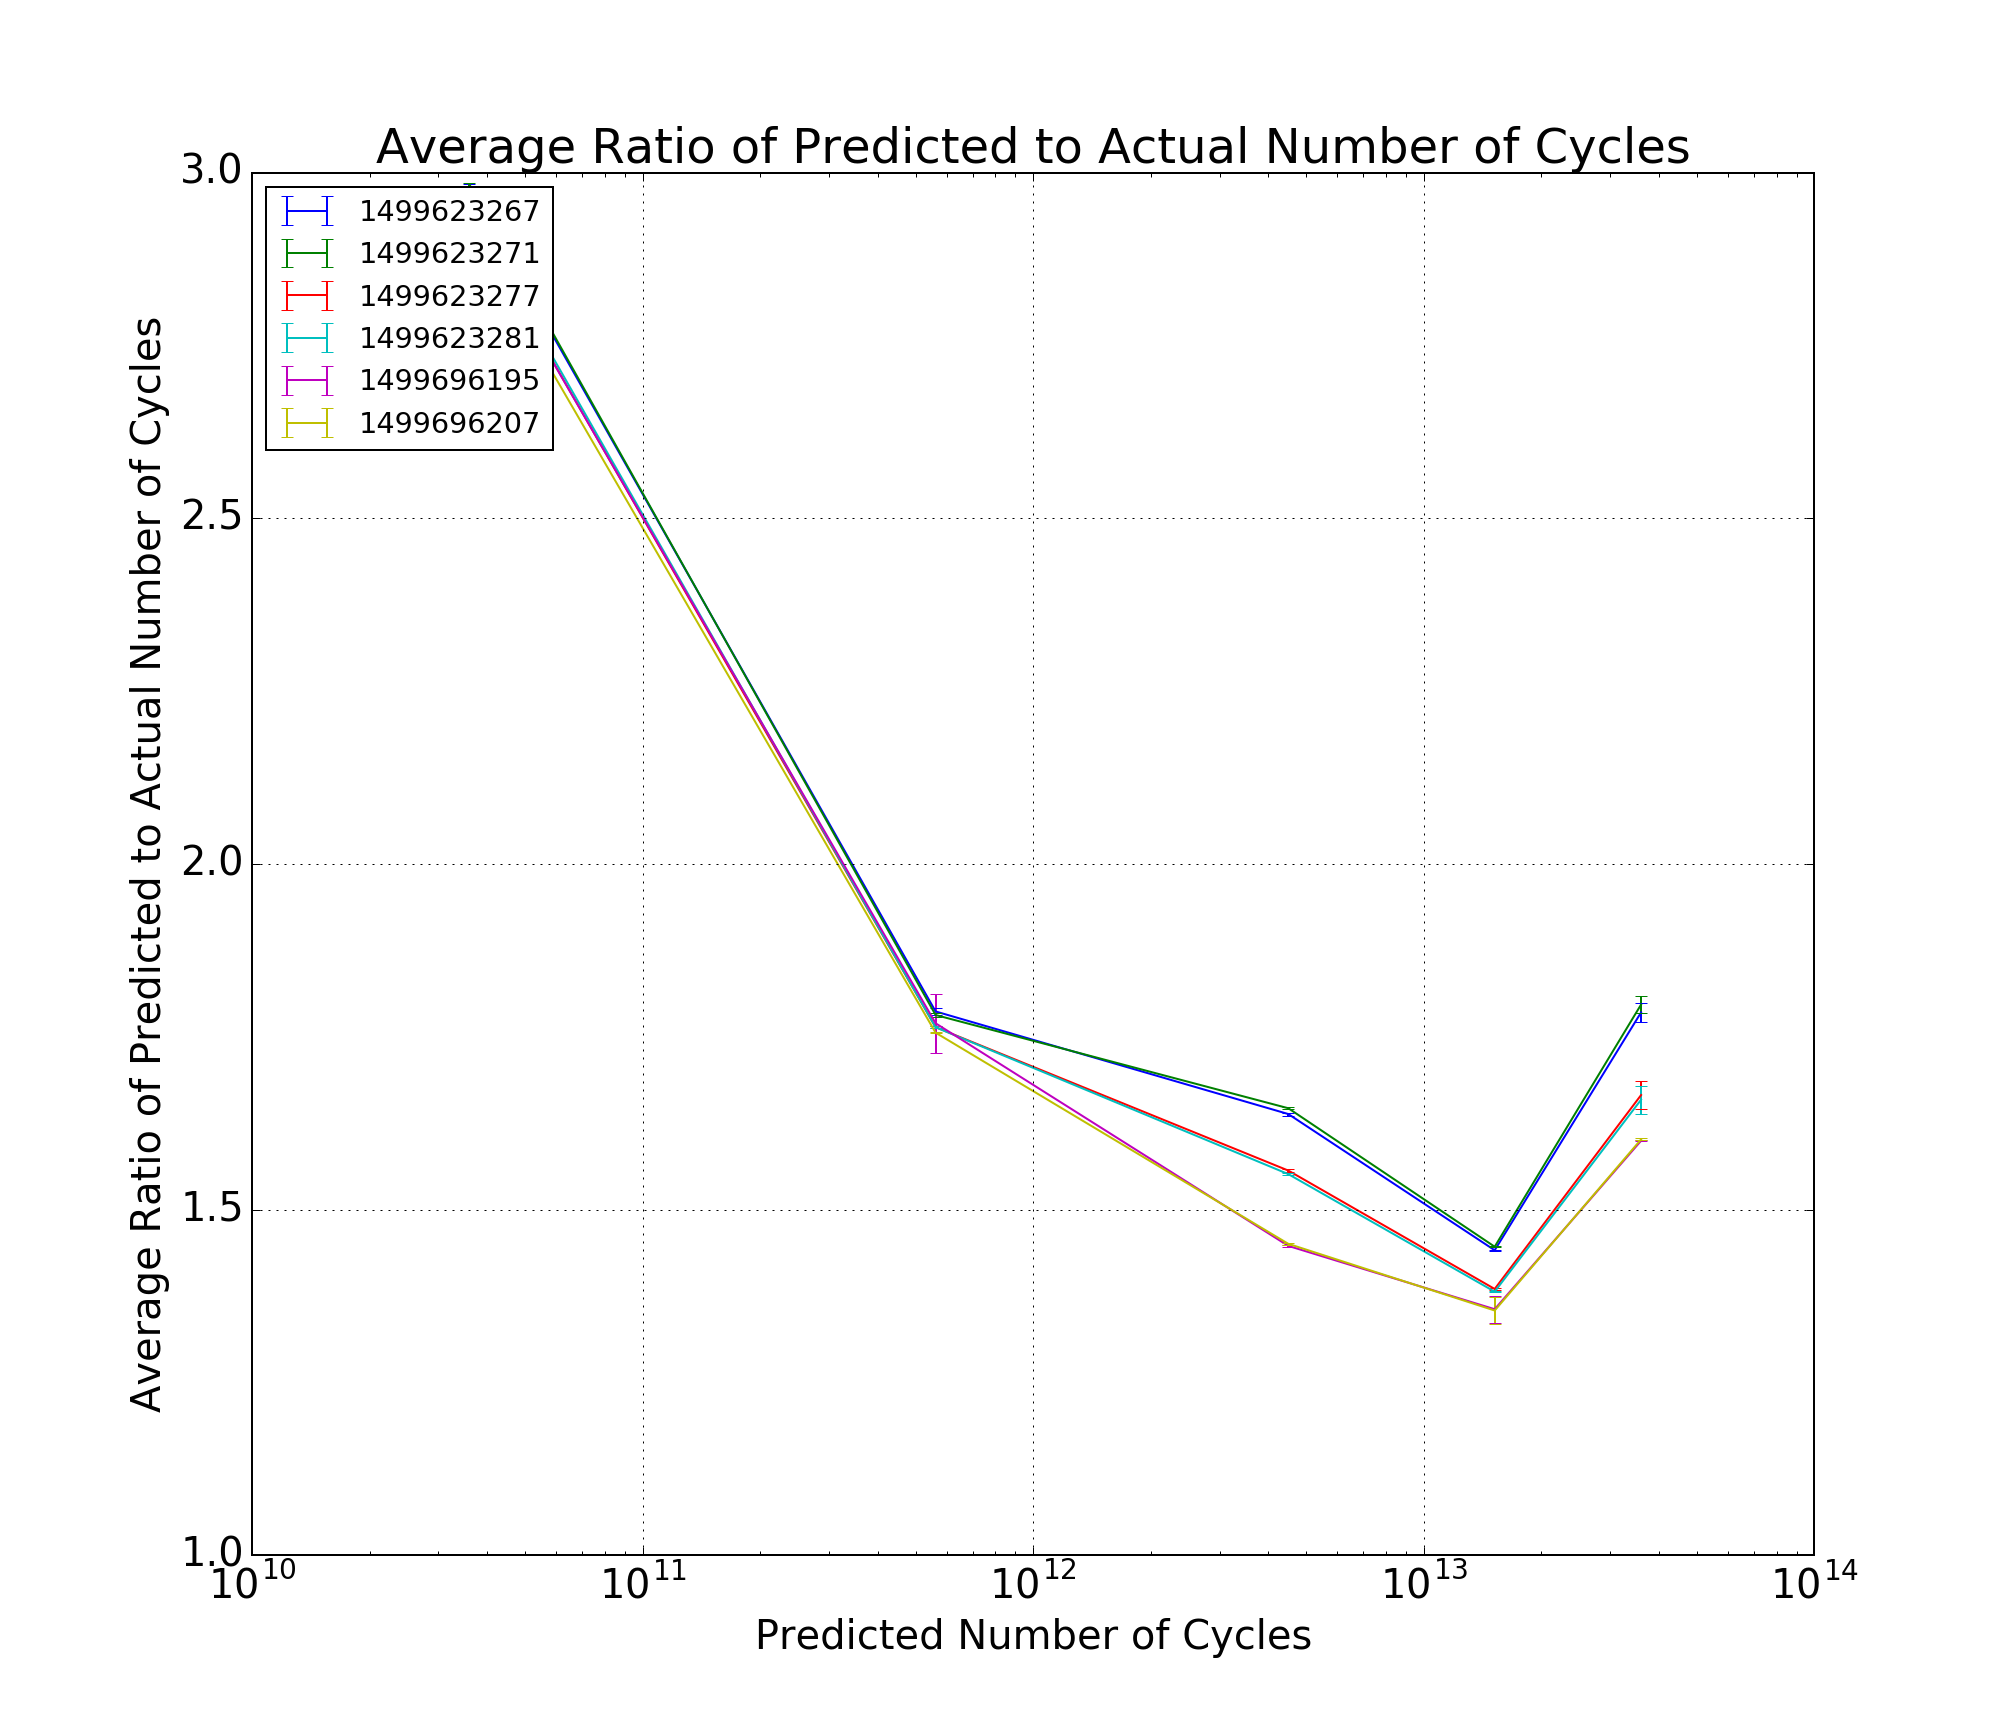 Average Ratio of Predicted to Actual Number of Cycles
3.0
2.5
2.0
1.5
1.0
Average Ratio of Predicted to Actual Number of Cycles
1499623267
1499623271
1499623277
1499623281
1499696195
1499696207
10^10 10^11 10^12 10^13 10^14
Predicted Number of Cycles